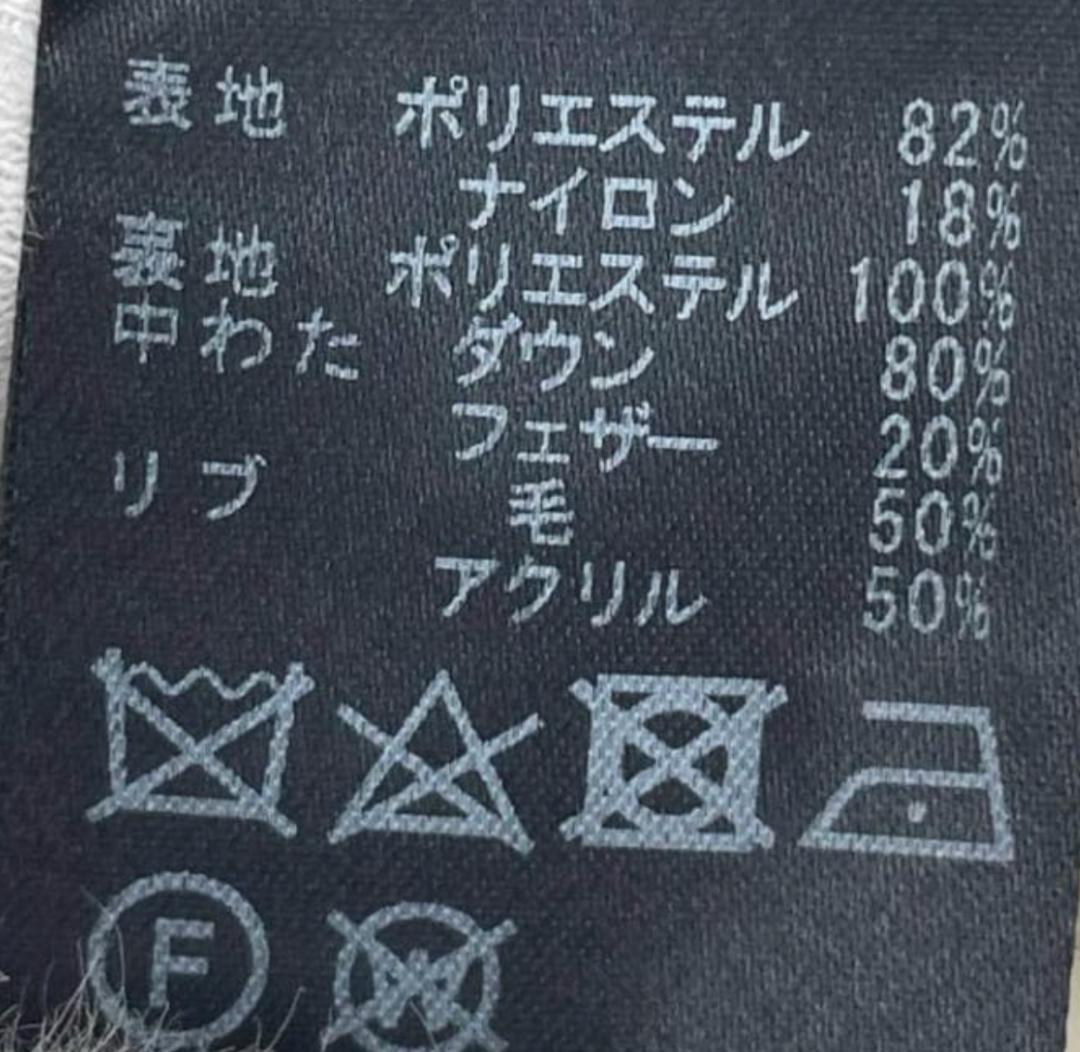 表地 ポリエステル 82%
ナイロン 18%
裏地 ポリエステル 100%
中わた ダウン 80%
フェザー 20%
リブ 毛 50%
アクリル 50%
F
W